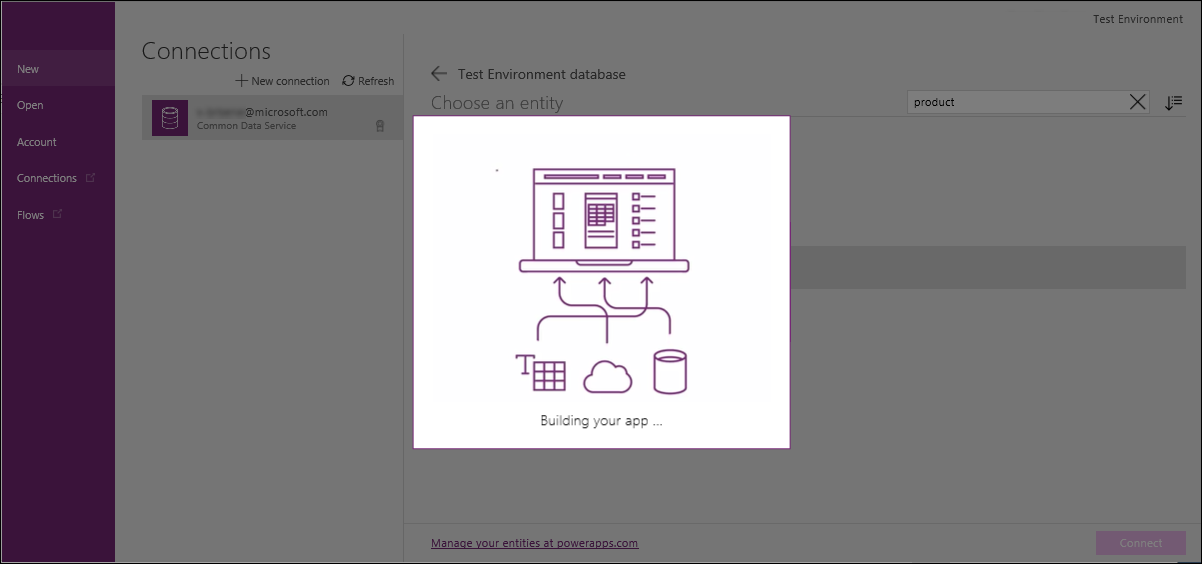 Test Environment
New
Open
Account
Connections
Flows
Connections
New connection Refresh
@microsoft.com
Common Data Service
Test Environment database
Choose an entity
product
T
Building your app ...
Manage your entities at powerapps.com
Connect